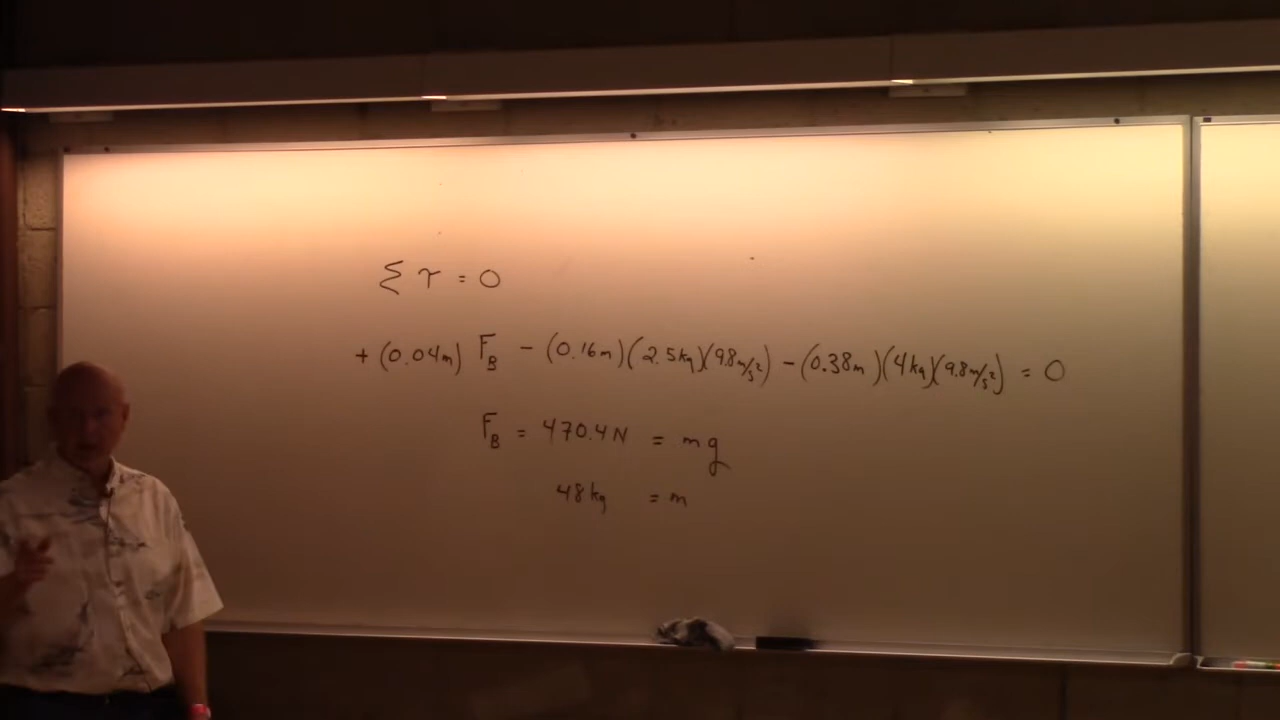 Σ τ = 0
+ (0.04m) F_B - (0.16m)(2.5kg)(9.8m/s²) - (0.38m)(4kg)(9.8m/s²) = 0
F_B = 470.4N = mg
48kg = m